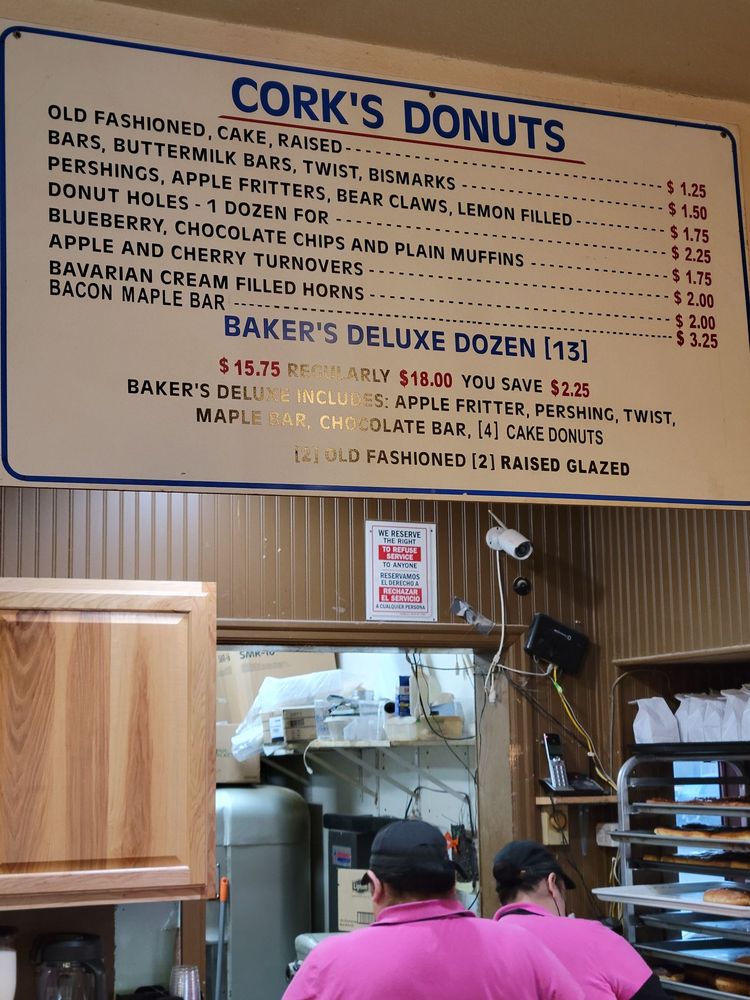 CORK'S DONUTS
OLD FASHIONED, CAKE, RAISED--------------------------------$ 1.25
BARS, BUTTERMILK BARS, TWIST, BISMARKS--------------------$ 1.50
PERSHINGS, APPLE FRITTERS, BEAR CLAWS, LEMON FILLED--------$ 1.75
DONUT HOLES - 1 DOZEN FOR--------------------------------$ 2.25
BLUEBERRY, CHOCOLATE CHIPS AND PLAIN MUFFINS--------------$ 1.75
APPLE AND CHERRY TURNOVERS------------------------------$ 2.00
BAVARIAN CREAM FILLED HORNS------------------------------$ 2.00
BACON MAPLE BAR----------------------------------------$ 3.25
BAKER'S DELUXE DOZEN [13]
$ 15.75 REGULARLY $18.00 YOU SAVE $2.25
BAKER'S DELUXE INCLUDES: APPLE FRITTER, PERSHING, TWIST,
MAPLE BAR, CHOCOLATE BAR, [4] CAKE DONUTS
[2] OLD FASHIONED [2] RAISED GLAZED
WE RESERVE
THE RIGHT
TO REFUSE
SERVICE
TO ANYONE
RESERVAMOS
EL DERECHO A
RECHAZAR
EL SERVICIO
A CUALQUIER PERSONA